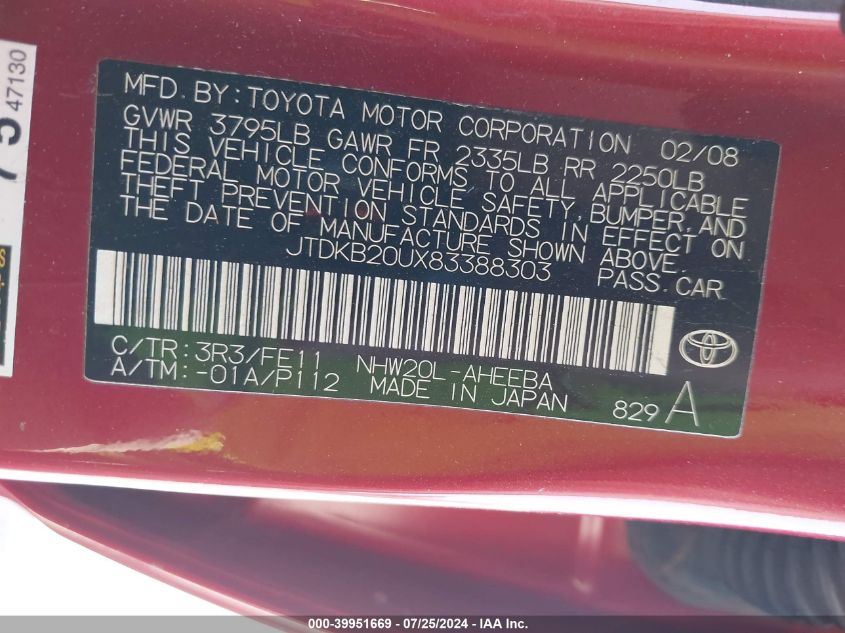 MFD. BY: TOYOTA MOTOR CORPORATION 02/08
GVWR 3795LB GAWR FR 2335LB RR 2250LB
THIS VEHICLE CONFORMS TO ALL APPLICABLE
FEDERAL MOTOR VEHICLE SAFETY, BUMPER, AND
THEFT PREVENTION STANDARDS IN EFFECT ON
THE DATE OF MANUFACTURE SHOWN ABOVE.
JTDKB20UX83388303 PASS. CAR
C/TR: 3R3/FE11 NHW20L-AHEEBA
A/TM: -01A/P112 MADE IN JAPAN 829 A
47130
000-39951669 / 07/25/2024 - IAA Inc.